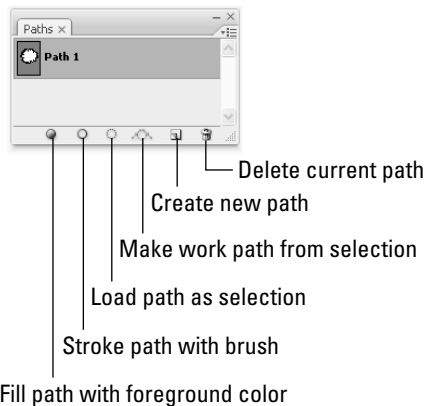 Paths ×
Path 1
Delete current path
Create new path
Make work path from selection
Load path as selection
Stroke path with brush
Fill path with foreground color